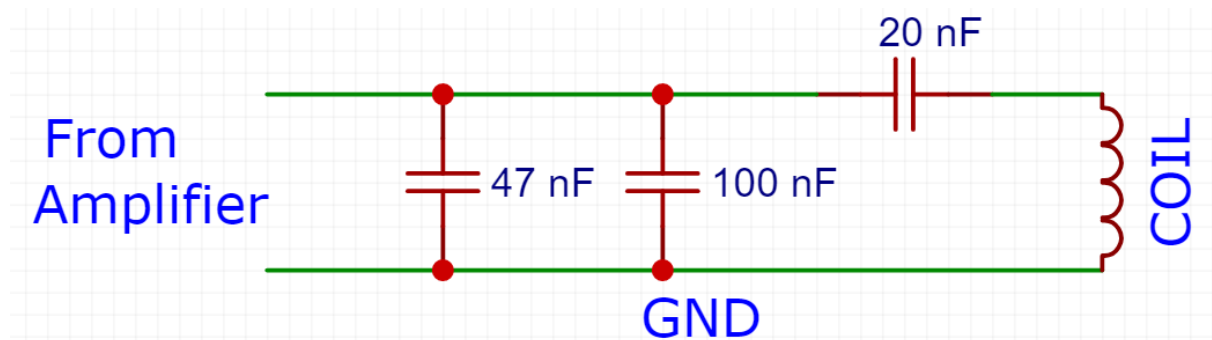 20 nF
From
Amplifier
47 nF
100 nF
COIL
GND